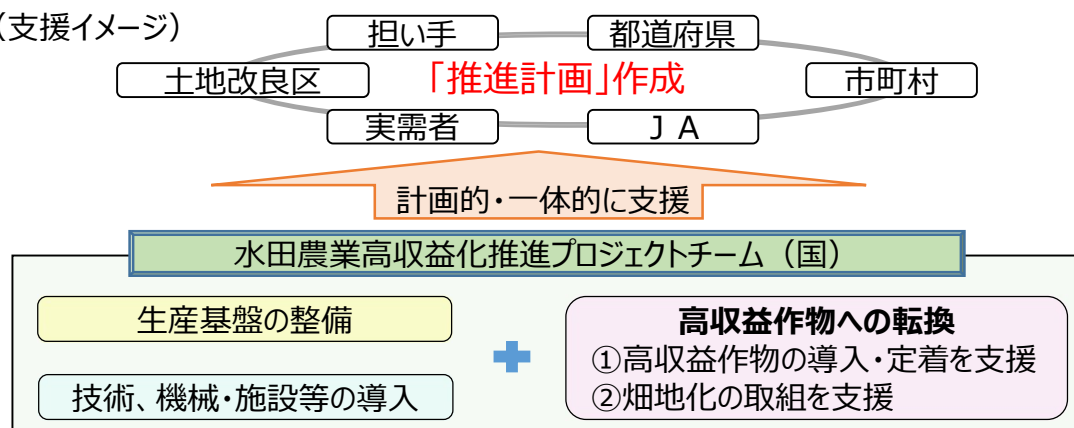 （支援イメージ）
担い手
都道府県
土地改良区
「推進計画」作成
市町村
実需者
ＪＡ
計画的・一体的に支援
水田農業高収益化推進プロジェクトチーム（国）
生産基盤の整備
技術、機械・施設等の導入
高収益作物への転換
①高収益作物の導入・定着を支援
②畑地化の取組を支援